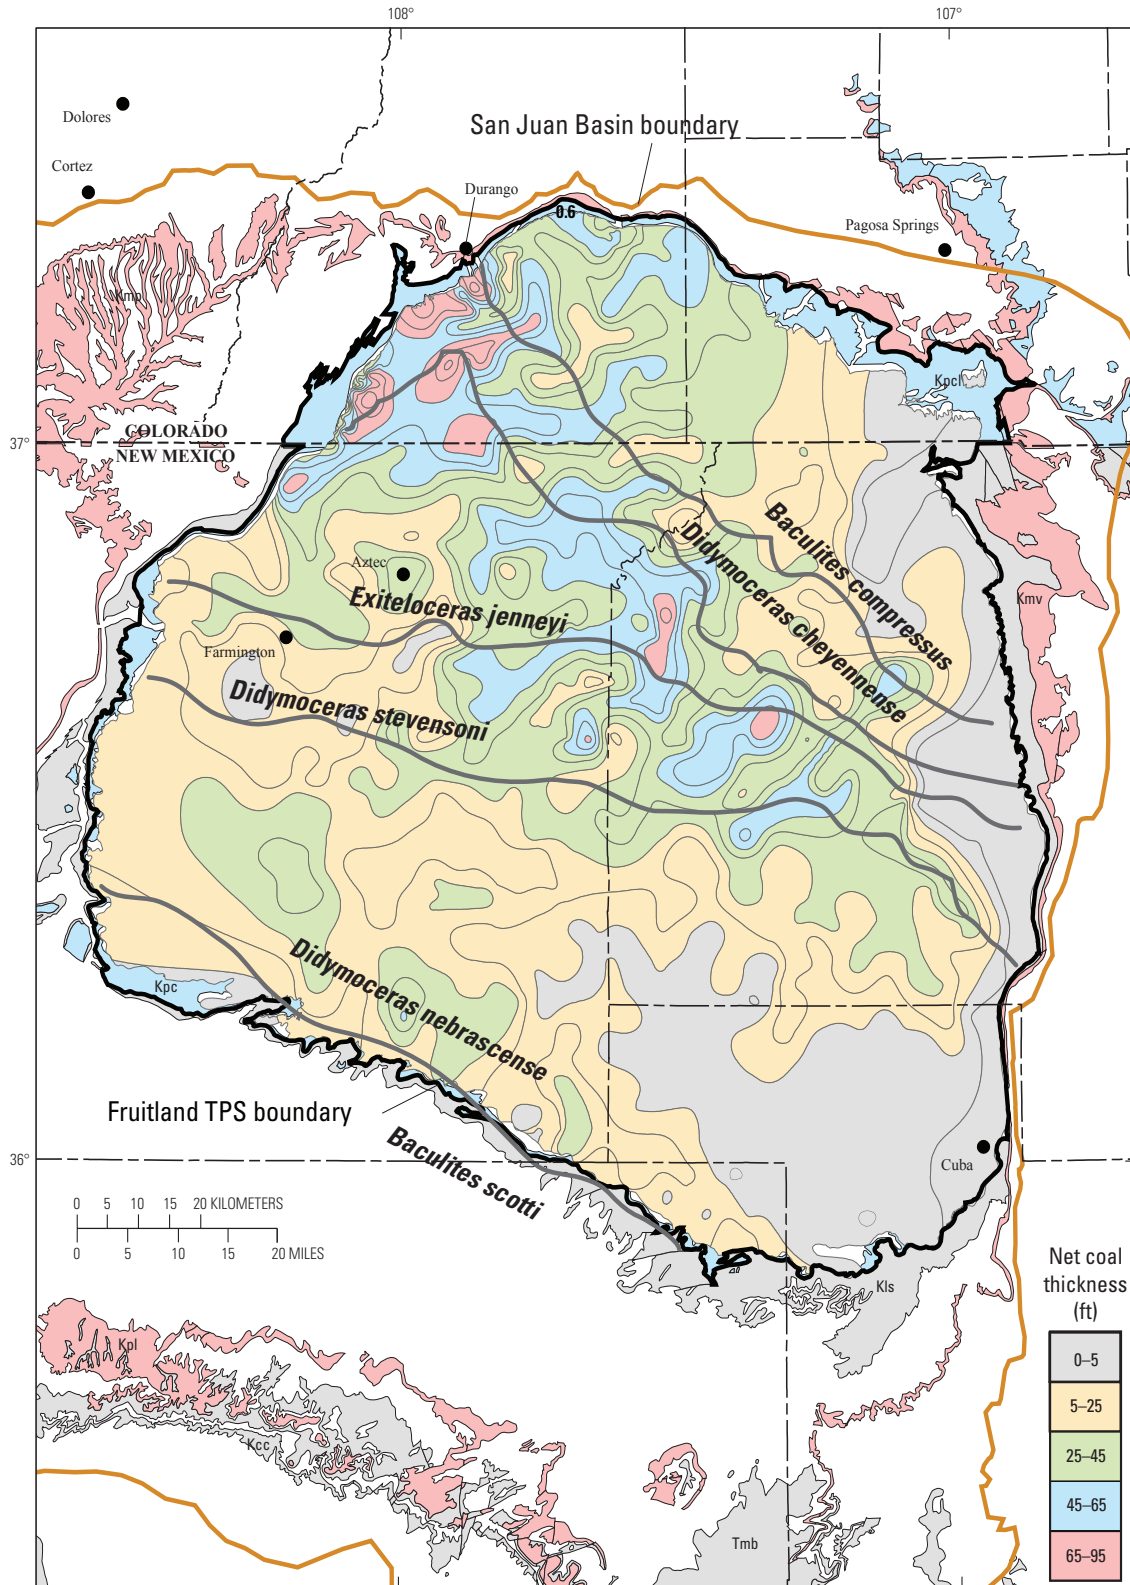 108°
107°
Dolores
San Juan Basin boundary
Cortez
Durango
0.6
Pagosa Springs
Kmp
Kpcl
37°
COLORADO
NEW MEXICO
Baculites compressus
Didymoceras cheyennense
Aztec
Exiteloceras jenneyi
Kmv
Farmington
Didymoceras stevensoni
Didymoceras nebrascense
Kpc
Fruitland TPS boundary
Baculites scotti
36°
Cuba
0 5 10 15 20 KILOMETERS
0 5 10 15 20 MILES
Kls
Net coal
thickness
(ft)
0–5
5–25
25–45
45–65
65–95
Kpl
Kcc
Tmb